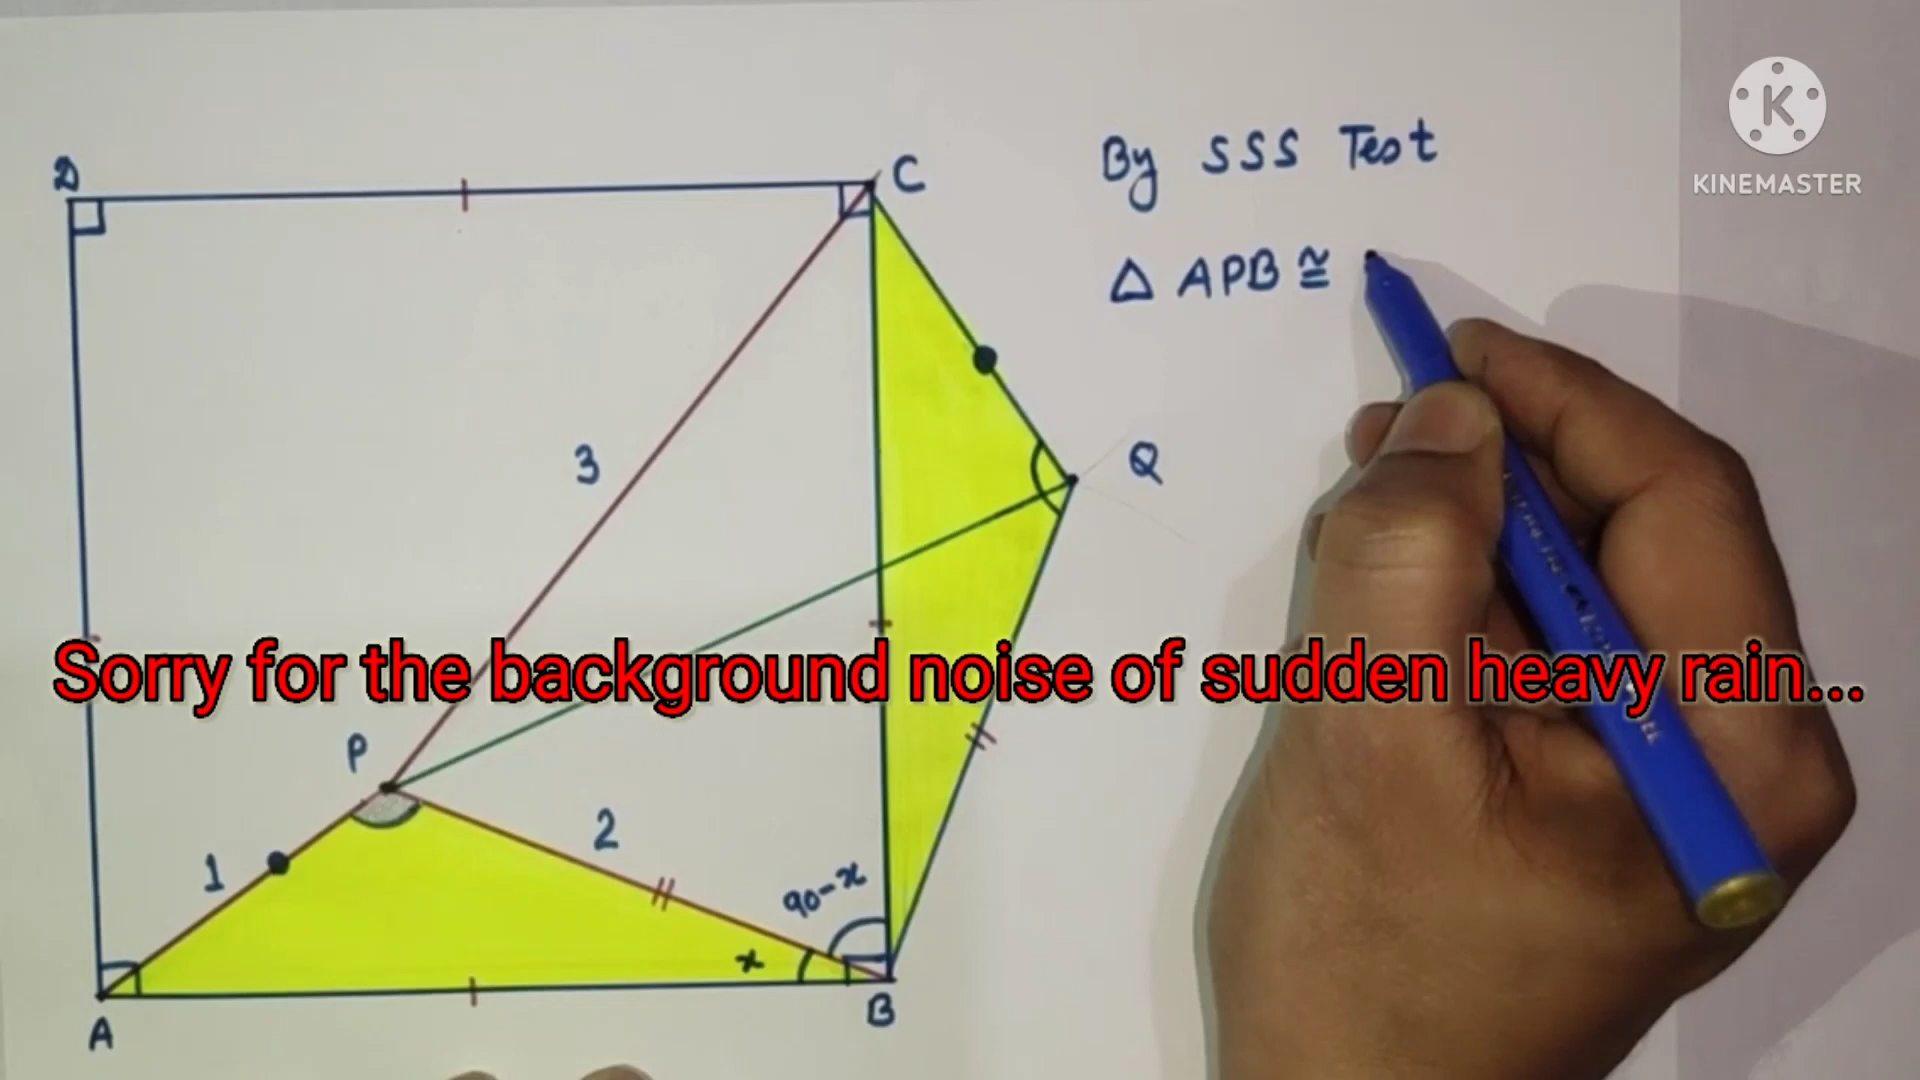 By SSS Test
K
KINEMASTER
D
C
△ APB ≅
3
Q
Sorry for the background noise of sudden heavy rain...
P
2
1
90-x
x
A
B